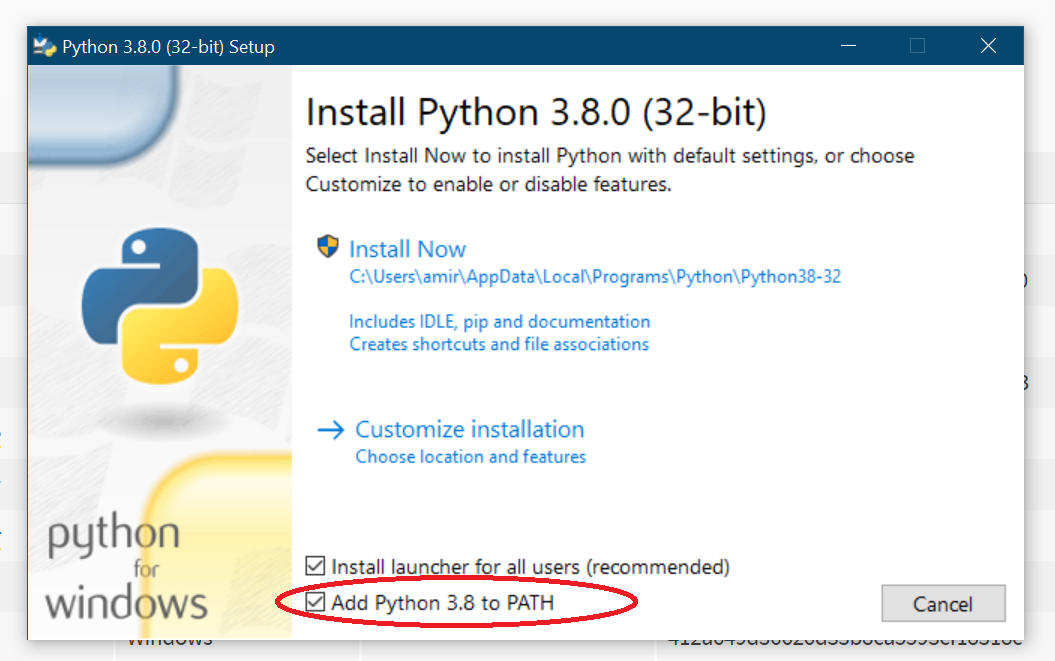 Python 3.8.0 (32-bit) Setup
Install Python 3.8.0 (32-bit)
Select Install Now to install Python with default settings, or choose
Customize to enable or disable features.
Install Now
C:\Users\amir\AppData\Local\Programs\Python\Python38-32
Includes IDLE, pip and documentation
Creates shortcuts and file associations
Customize installation
Choose location and features
python
for
windows
Install launcher for all users (recommended)
Add Python 3.8 to PATH
Cancel